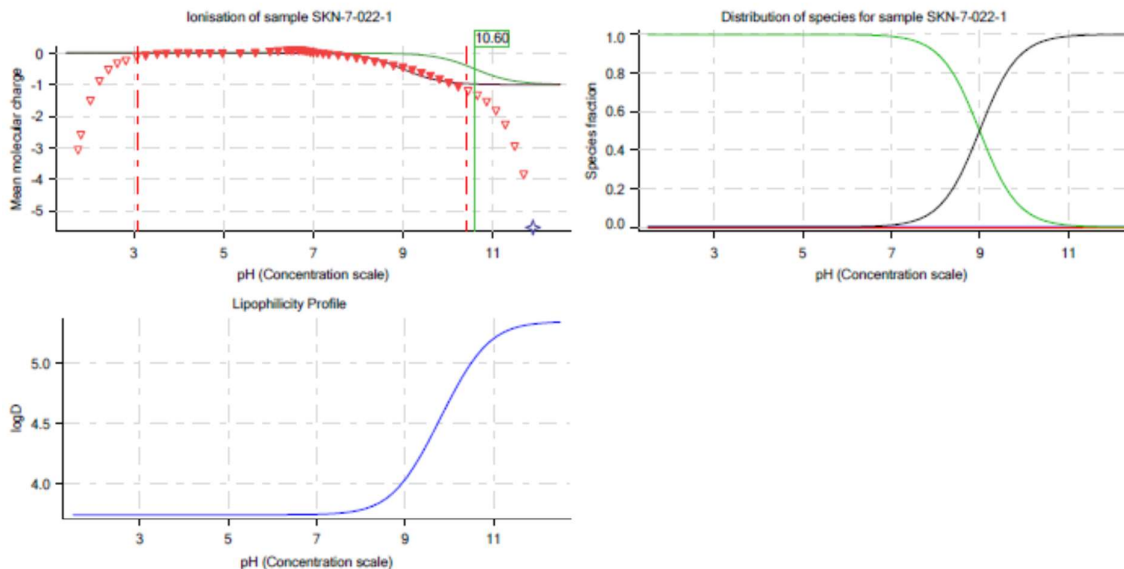 Ionisation of sample SKN-7-022-1
10.60
0
-1
-2
-3
-4
-5
Mean molecular charge
3 5 7 9 11
pH (Concentration scale)
Distribution of species for sample SKN-7-022-1
1.0
0.8
0.6
0.4
0.2
0.0
Species fraction
3 5 7 9 11
pH (Concentration scale)
Lipophilicity Profile
5.0
4.5
4.0
logD
3 5 7 9 11
pH (Concentration scale)